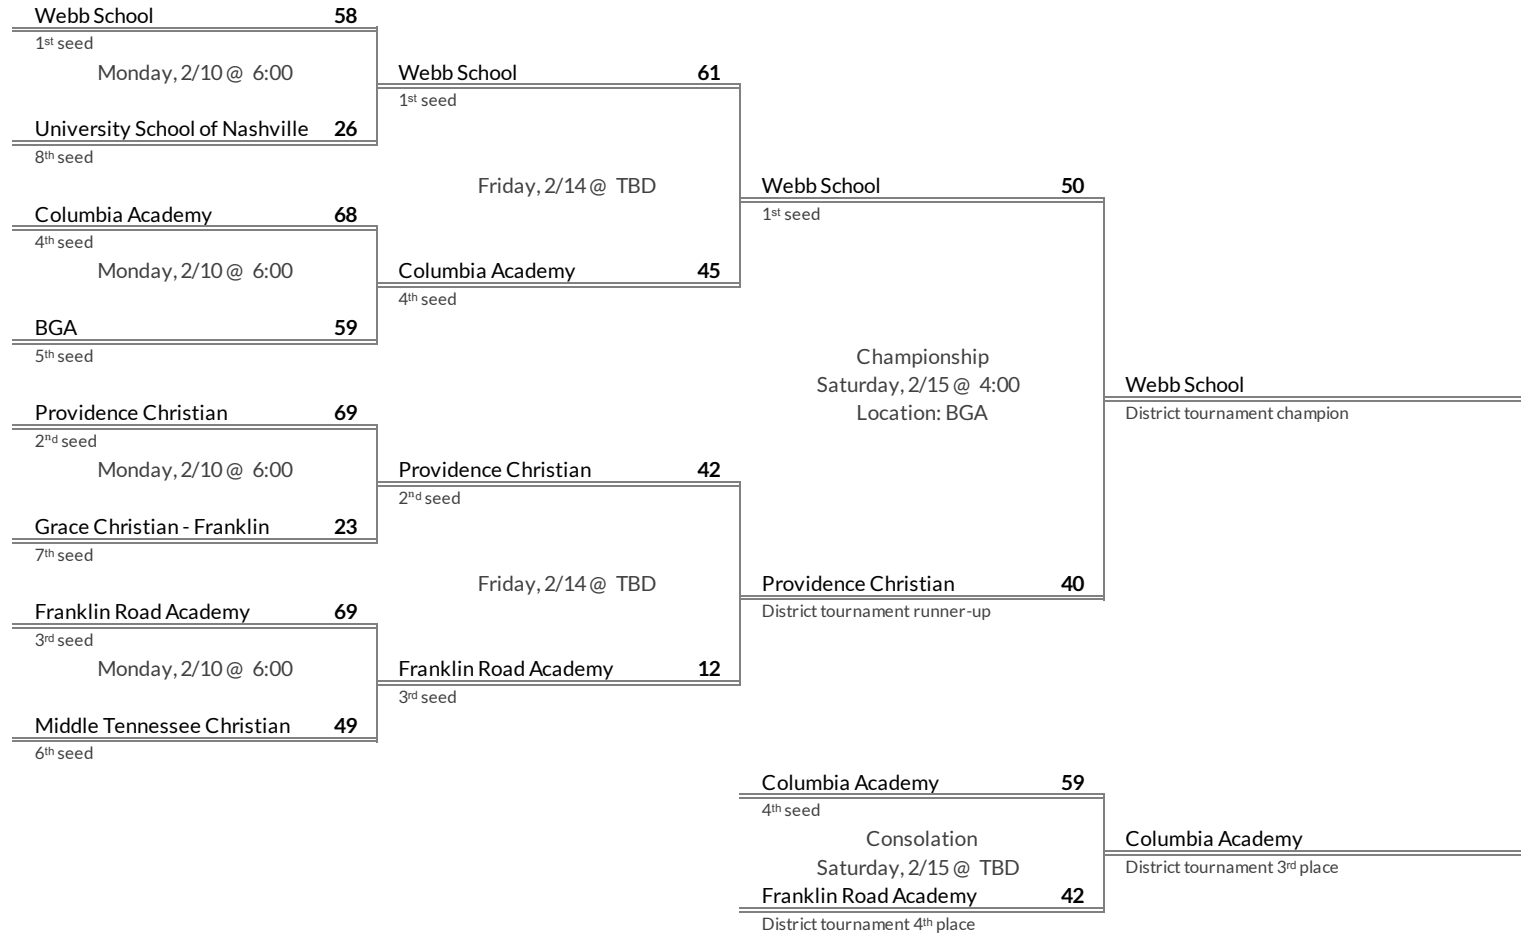 Webb School 58
1st seed
Monday, 2/10 @ 6:00
University School of Nashville 26
8th seed
Columbia Academy 68
4th seed
Monday, 2/10 @ 6:00
BGA 59
5th seed
Providence Christian 69
2nd seed
Monday, 2/10 @ 6:00
Grace Christian - Franklin 23
7th seed
Franklin Road Academy 69
3rd seed
Monday, 2/10 @ 6:00
Middle Tennessee Christian 49
6th seed
Webb School 61
1st seed
Friday, 2/14 @ TBD
Columbia Academy 45
4th seed
Providence Christian 42
2nd seed
Friday, 2/14 @ TBD
Franklin Road Academy 12
3rd seed
Webb School 50
1st seed
Championship
Saturday, 2/15 @ 4:00
Location: BGA
Providence Christian 40
District tournament runner-up
Webb School
District tournament champion
Columbia Academy 59
4th seed
Consolation
Saturday, 2/15 @ TBD
Franklin Road Academy 42
District tournament 4th place
Columbia Academy
District tournament 3rd place